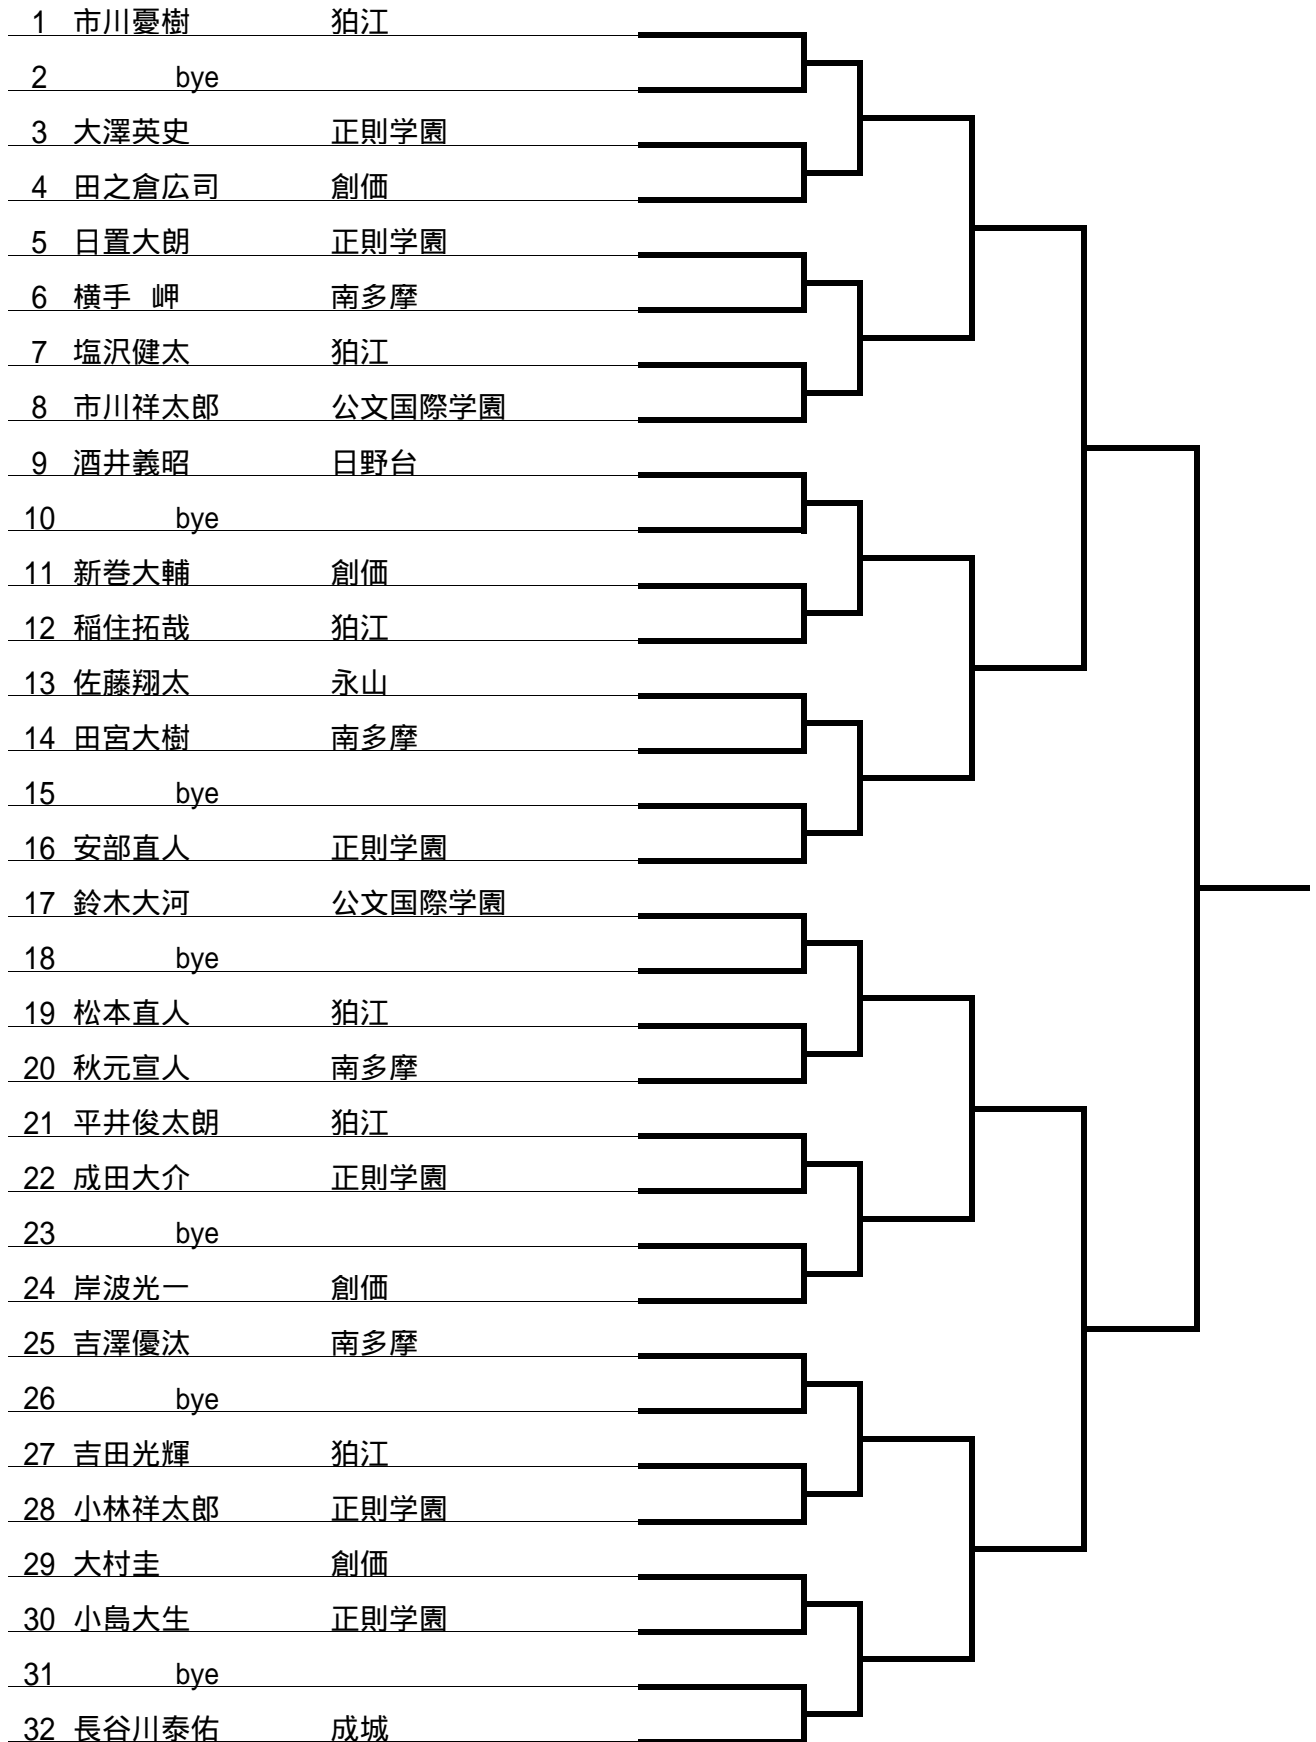 1 市川憂樹 狛江
2 bye
3 大澤英史 正則学園
4 田之倉広司 創価
5 日置大朗 正則学園
6 横手 岬 南多摩
7 塩沢健太 狛江
8 市川祥太郎 公文国際学園
9 酒井義昭 日野台
10 bye
11 新巻大輔 創価
12 稲住拓哉 狛江
13 佐藤翔太 永山
14 田宮大樹 南多摩
15 bye
16 安部直人 正則学園
17 鈴木大河 公文国際学園
18 bye
19 松本直人 狛江
20 秋元宣人 南多摩
21 平井俊太朗 狛江
22 成田大介 正則学園
23 bye
24 岸波光一 創価
25 吉澤優汰 南多摩
26 bye
27 吉田光輝 狛江
28 小林祥太郎 正則学園
29 大村圭 創価
30 小島大生 正則学園
31 bye
32 長谷川泰佑 成城